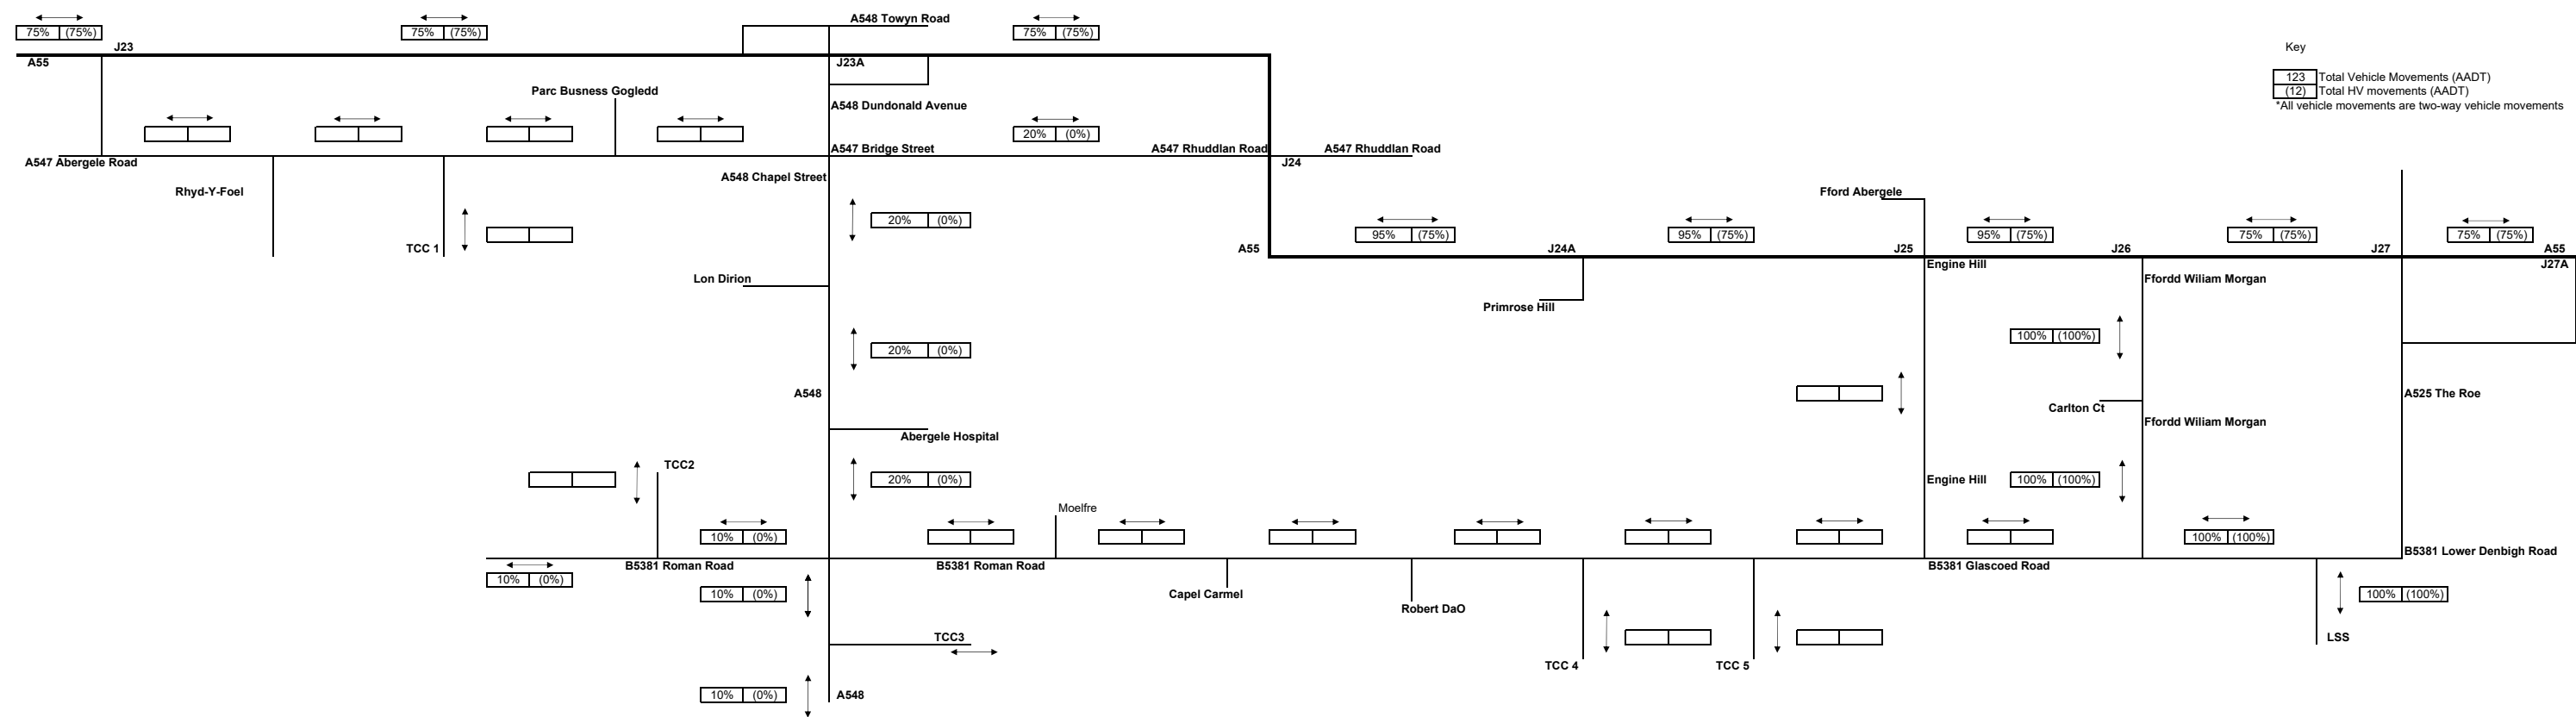 A548 Towyn Road
75% (75%)
75% (75%)
75% (75%)
J23
Key
A55
J23A
123 Total Vehicle Movements (AADT)
(12) Total HV movements (AADT)
*All vehicle movements are two-way vehicle movements
Parc Busness Gogledd
A548 Dundonald Avenue
20% (0%)
A547 Abergele Road
A547 Bridge Street
A547 Rhuddlan Road
A547 Rhuddlan Road
J24
A548 Chapel Street
Rhyd-Y-Foel
Fford Abergele
20% (0%)
95% (75%)
95% (75%)
95% (75%)
75% (75%)
75% (75%)
TCC 1
A55
J24A
J25
J26
J27
A55
Engine Hill
J27A
Lon Dirion
Ffordd Wiliam Morgan
Primrose Hill
100% (100%)
20% (0%)
A548
A525 The Roe
Carlton Ct
Ffordd Wiliam Morgan
Abergele Hospital
TCC2
20% (0%)
Engine Hill
100% (100%)
Moelfre
10% (0%)
100% (100%)
B5381 Lower Denbigh Road
B5381 Roman Road
B5381 Roman Road
B5381 Glascoed Road
10% (0%)
10% (0%)
Capel Carmel
100% (100%)
Robert DaO
TCC3
LSS
TCC 4
TCC 5
10% (0%)
A548